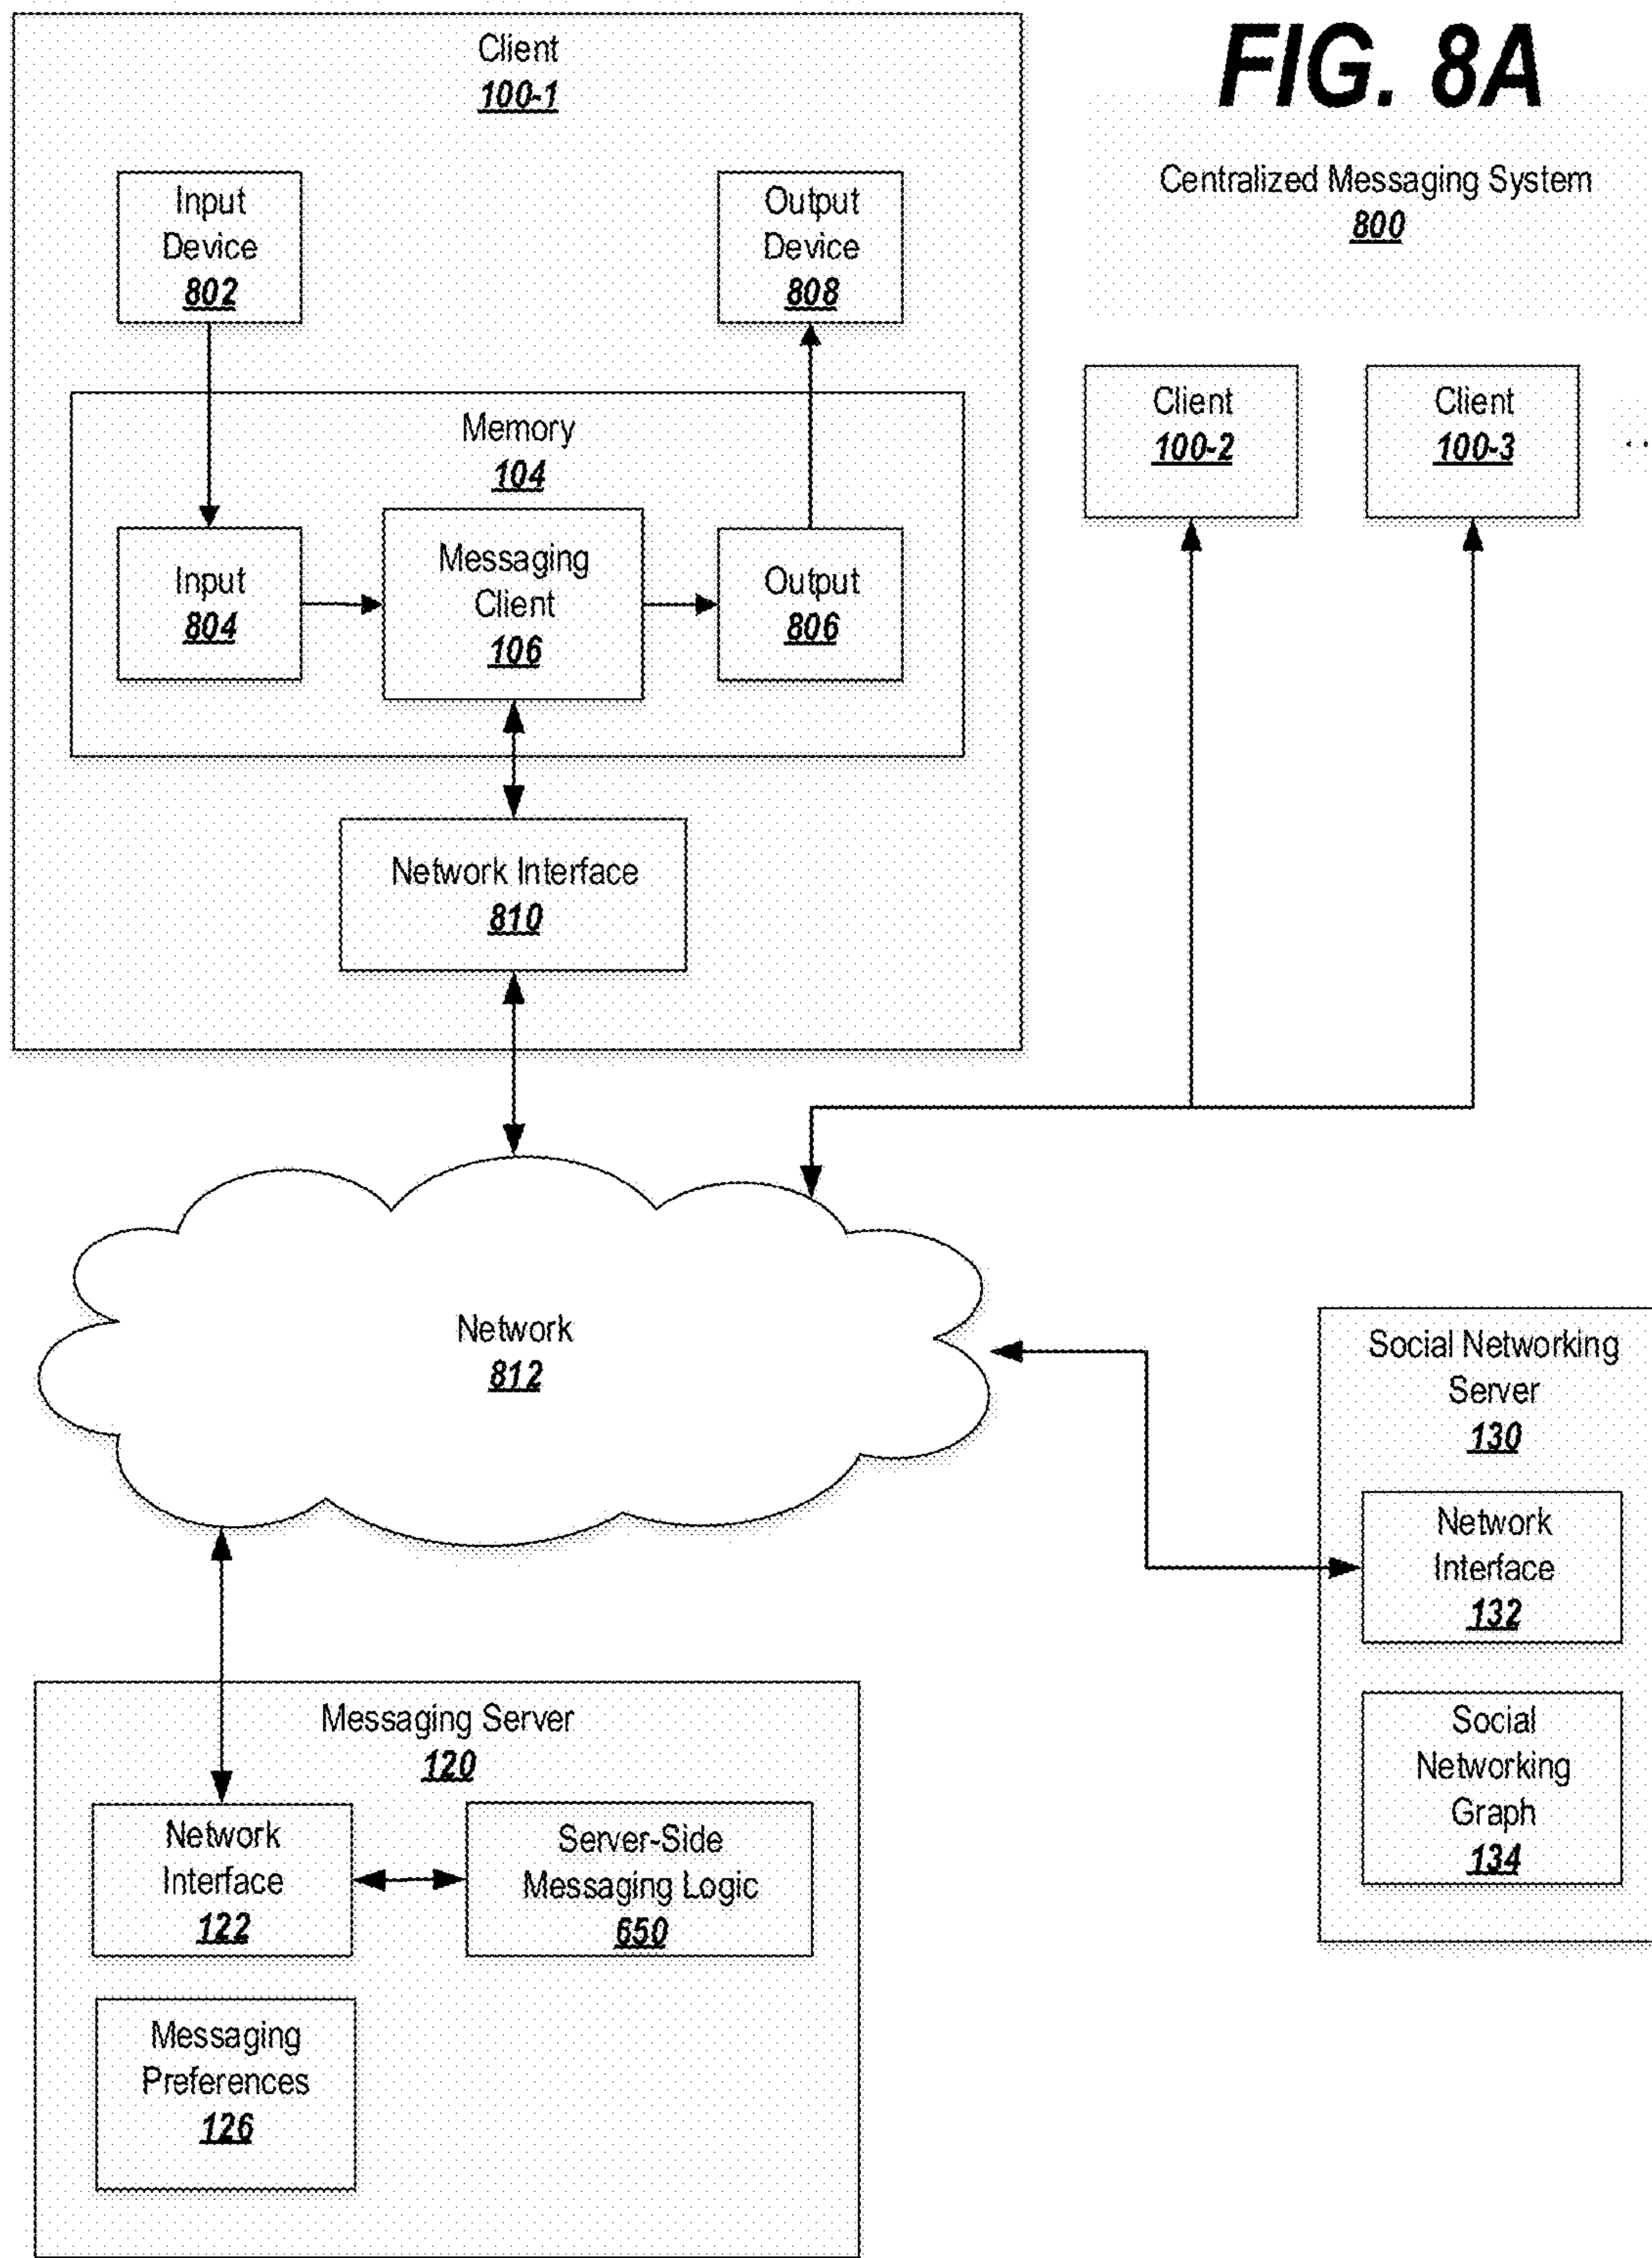 FIG. 8A
Centralized Messaging System
800
Client
100-1
Input
Device
802
Output
Device
808
Memory
104
Input
804
Messaging
Client
106
Output
806
Network Interface
810
Client
100-2
Client
100-3
..
Network
812
Social Networking
Server
130
Network
Interface
132
Social
Networking
Graph
134
Messaging Server
120
Network
Interface
122
Server-Side
Messaging Logic
650
Messaging
Preferences
126